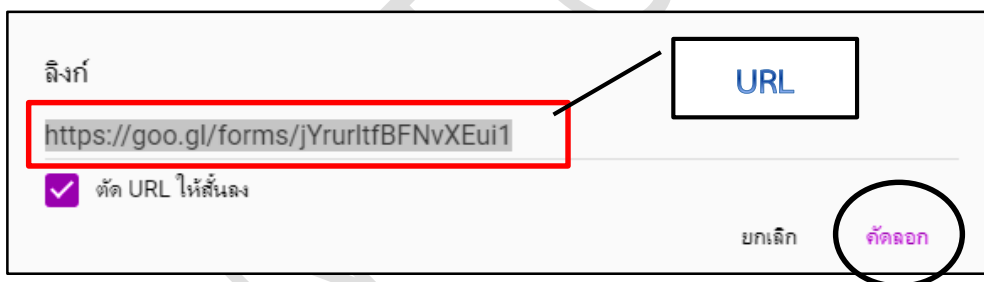 ลิงก์
URL
https://goo.gl/forms/jYrurltfBFNvXEui1
ตัด URL ให้สั้นลง
ยกเลิก
คัดลอก